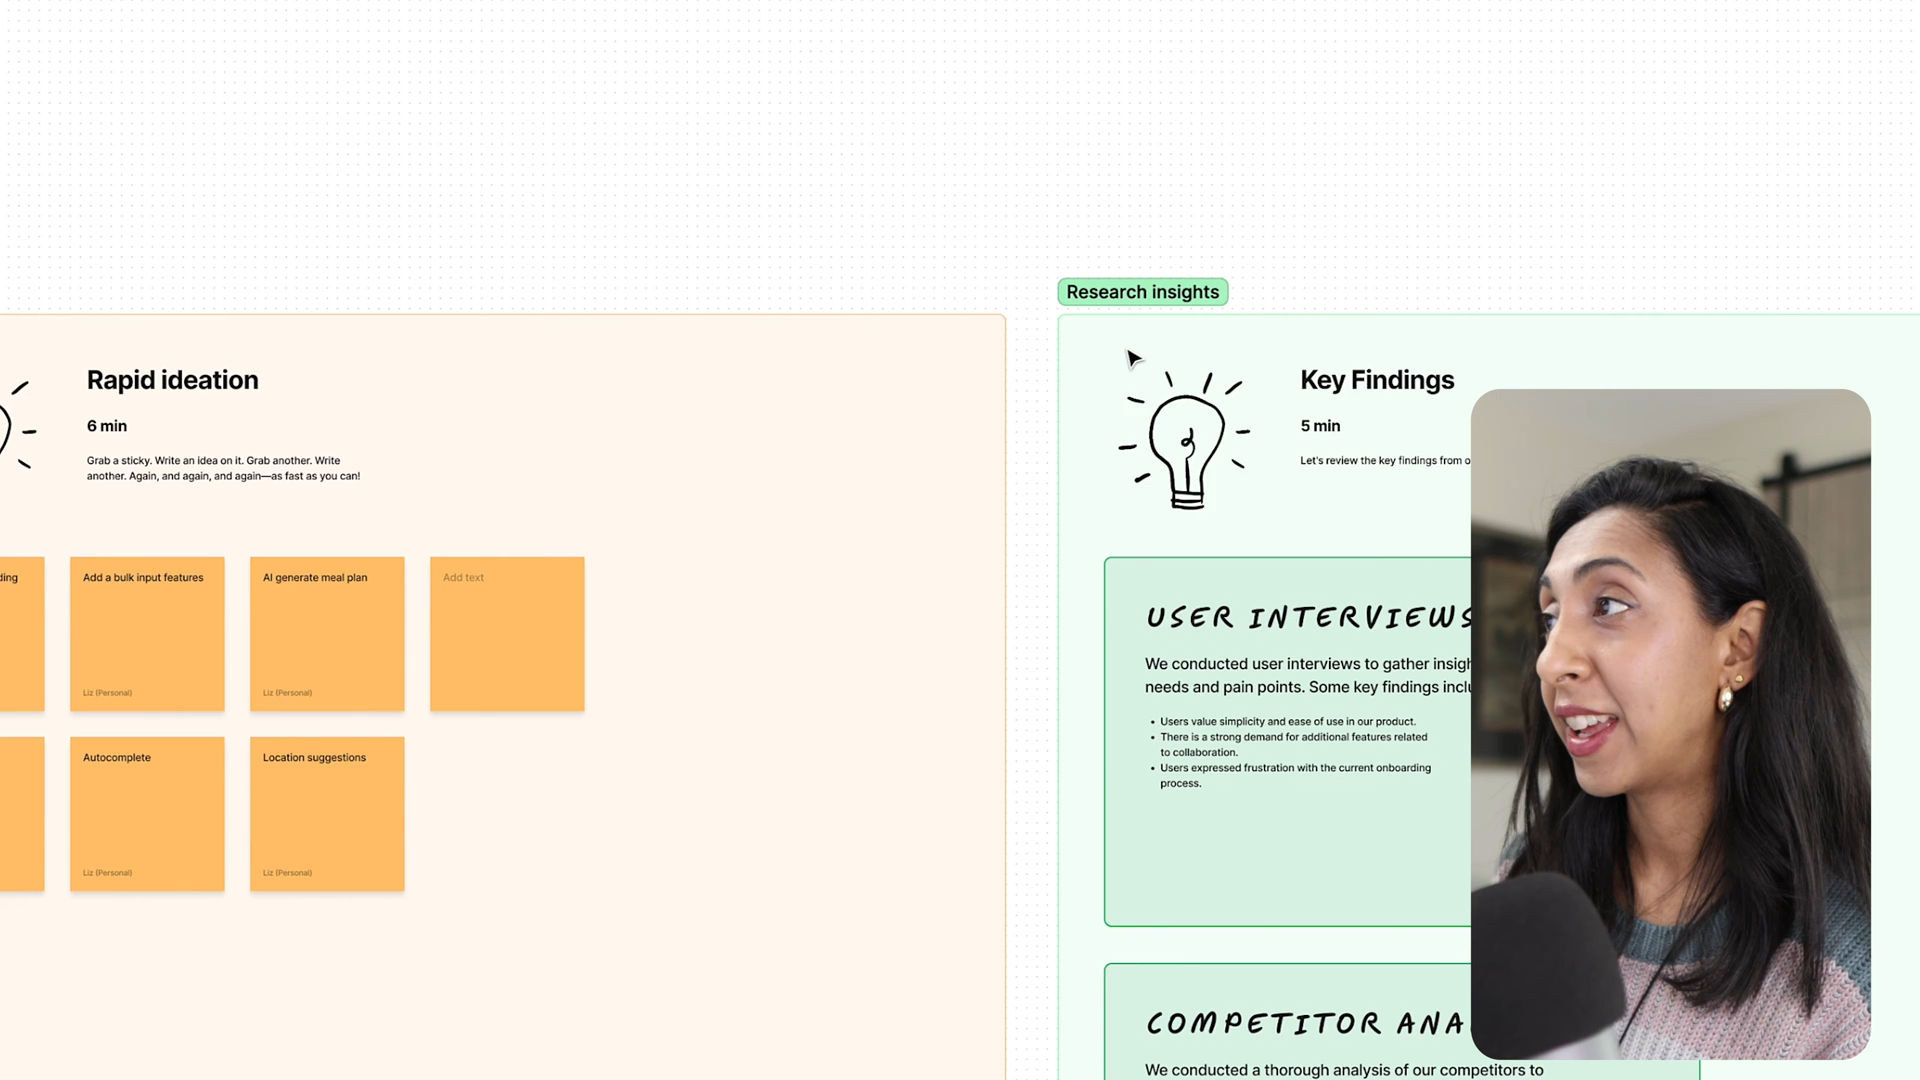 Research insights
Rapid ideation
6 min
Grab a sticky. Write an idea on it. Grab another. Write
another. Again, and again, and again—as fast as you can!
Add a bulk input features
Liz (Personal)
AI generate meal plan
Liz (Personal)
Add text
Autocomplete
Liz (Personal)
Location suggestions
Liz (Personal)
Key Findings
5 min
Let's review the key findings from
USER INTERVIEWS
We conducted user interviews to gather
needs and pain points. Some key findings
• Users value simplicity and ease of use in our product.
• There is a strong demand for additional features related
to collaboration.
• Users expressed frustration with the current onboarding
process.
COMPETITOR
We conducted a thorough analysis of our competitors to